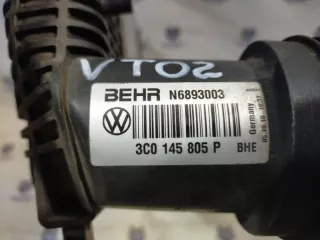 VT02
BEHR N6893003
3C0 145 805 P BHE
Germany